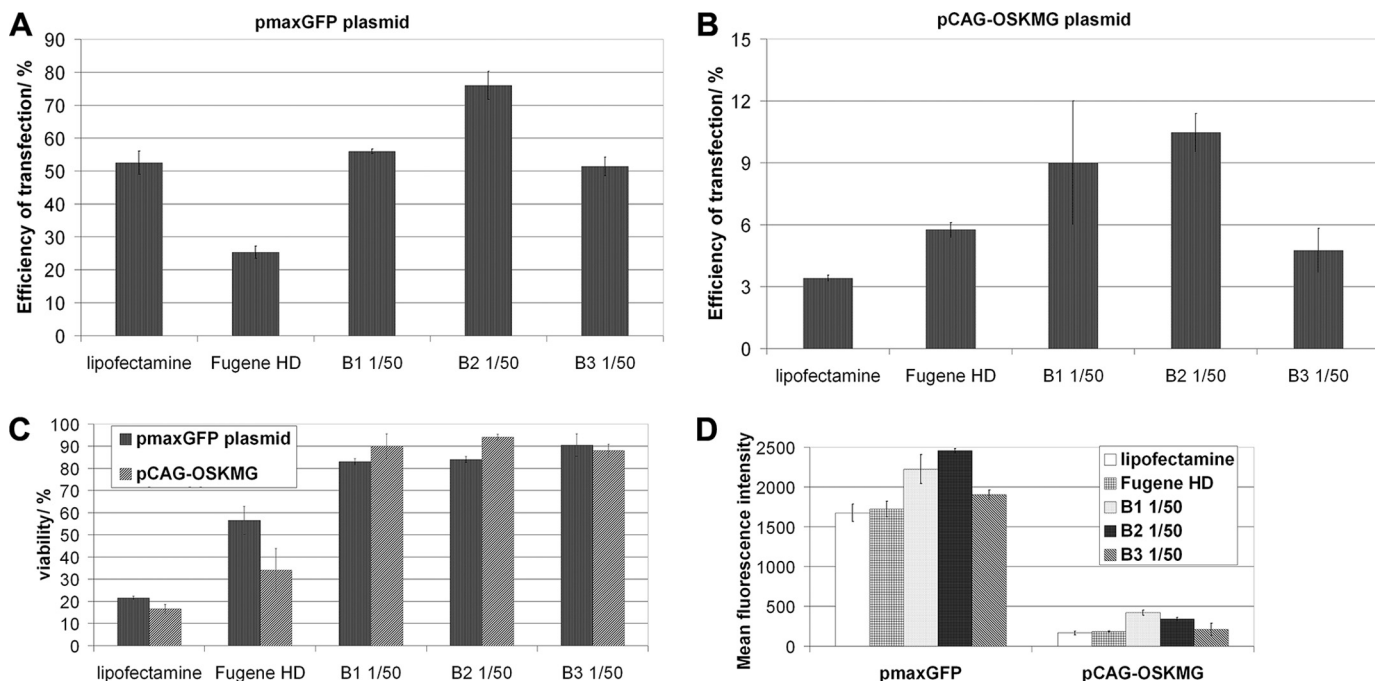 A
pmaxGFP plasmid
Efficiency of transfection/ %
90
80
70
60
50
40
30
20
10
0
lipofectamine Fugene HD B1 1/50 B2 1/50 B3 1/50
B
pCAG-OSKMG plasmid
Efficiency of transfection/ %
15
12
9
6
3
0
lipofectamine Fugene HD B1 1/50 B2 1/50 B3 1/50
C
viability/ %
100
90
80
70
60
50
40
30
20
10
0
pmaxGFP plasmid
pCAG-OSKMG
lipofectamine Fugene HD B1 1/50 B2 1/50 B3 1/50
D
Mean fluorescence intensity
2500
2000
1500
1000
500
0
lipofectamine
Fugene HD
B1 1/50
B2 1/50
B3 1/50
pmaxGFP pCAG-OSKMG